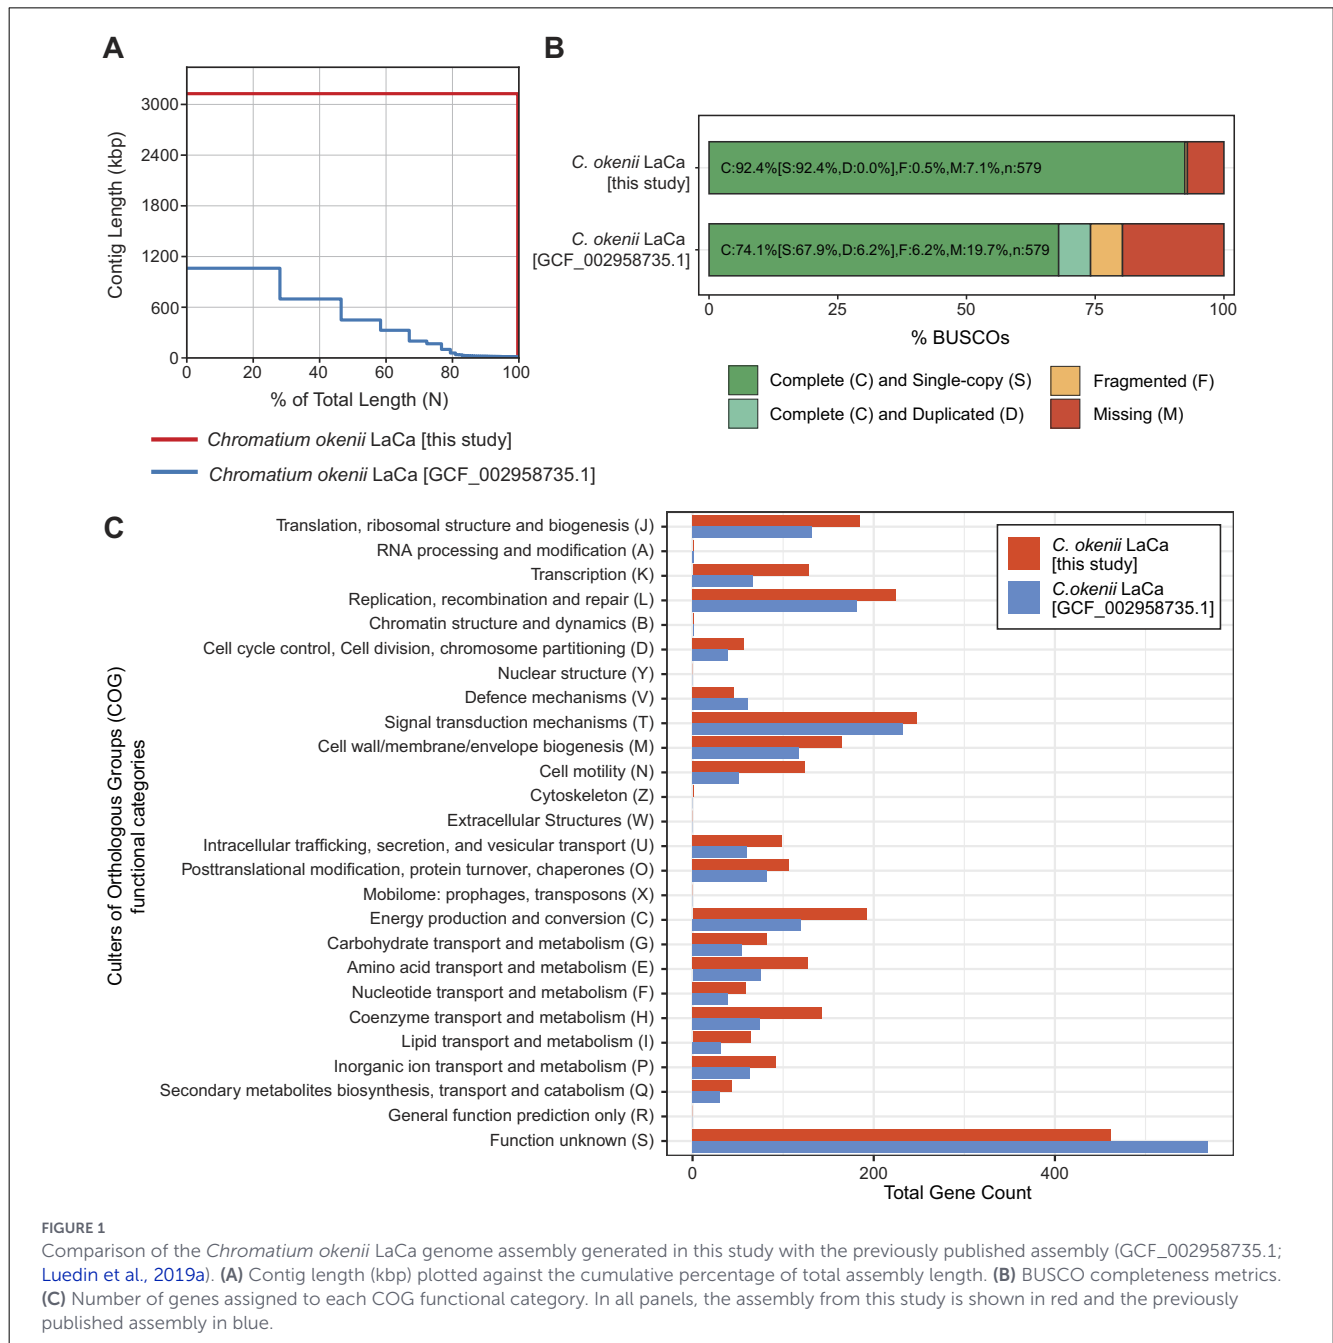 A
Contig Length (kbp)
3000
2400
1800
1200
600
0
0 20 40 60 80 100
% of Total Length (N)
Chromatium okenii LaCa [this study]
Chromatium okenii LaCa [GCF_002958735.1]
B
C. okenii LaCa
[this study]
C:92.4%[S:92.4%,D:0.0%],F:0.5%,M:7.1%,n:579
C. okenii LaCa
[GCF_002958735.1]
C:74.1%[S:67.9%,D:6.2%],F:6.2%,M:19.7%,n:579
0 25 50 75 100
% BUSCOs
Complete (C) and Single-copy (S)
Fragmented (F)
Complete (C) and Duplicated (D)
Missing (M)
C
Culters of Orthologous Groups (COG)
functional categories
Translation, ribosomal structure and biogenesis (J)
RNA processing and modification (A)
Transcription (K)
Replication, recombination and repair (L)
Chromatin structure and dynamics (B)
Cell cycle control, Cell division, chromosome partitioning (D)
Nuclear structure (Y)
Defence mechanisms (V)
Signal transduction mechanisms (T)
Cell wall/membrane/envelope biogenesis (M)
Cell motility (N)
Cytoskeleton (Z)
Extracellular Structures (W)
Intracellular trafficking, secretion, and vesicular transport (U)
Posttranslational modification, protein turnover, chaperones (O)
Mobilome: prophages, transposons (X)
Energy production and conversion (C)
Carbohydrate transport and metabolism (G)
Amino acid transport and metabolism (E)
Nucleotide transport and metabolism (F)
Coenzyme transport and metabolism (H)
Lipid transport and metabolism (I)
Inorganic ion transport and metabolism (P)
Secondary metabolites biosynthesis, transport and catabolism (Q)
General function prediction only (R)
Function unknown (S)
C. okenii LaCa
[this study]
C.okenii LaCa
[GCF_002958735.1]
0 200 400
Total Gene Count
FIGURE 1
Comparison of the Chromatium okenii LaCa genome assembly generated in this study with the previously published assembly (GCF_002958735.1;
Luedin et al., 2019a). (A) Contig length (kbp) plotted against the cumulative percentage of total assembly length. (B) BUSCO completeness metrics.
(C) Number of genes assigned to each COG functional category. In all panels, the assembly from this study is shown in red and the previously
published assembly in blue.